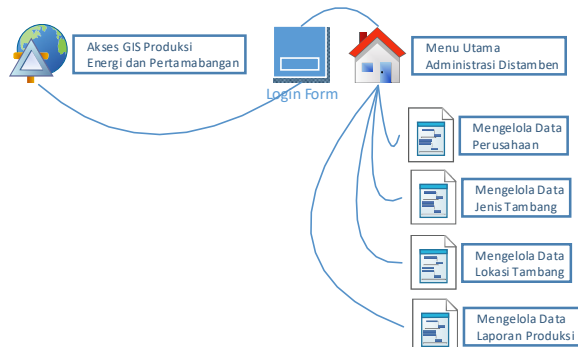 Akses GIS Produksi
Energi dan Pertamabangan
Login Form
Menu Utama
Administrasi Distamben
Mengelola Data
Perusahaan
Mengelola Data
Jenis Tambang
Mengelola Data
Lokasi Tambang
Mengelola Data
Laporan Produksi